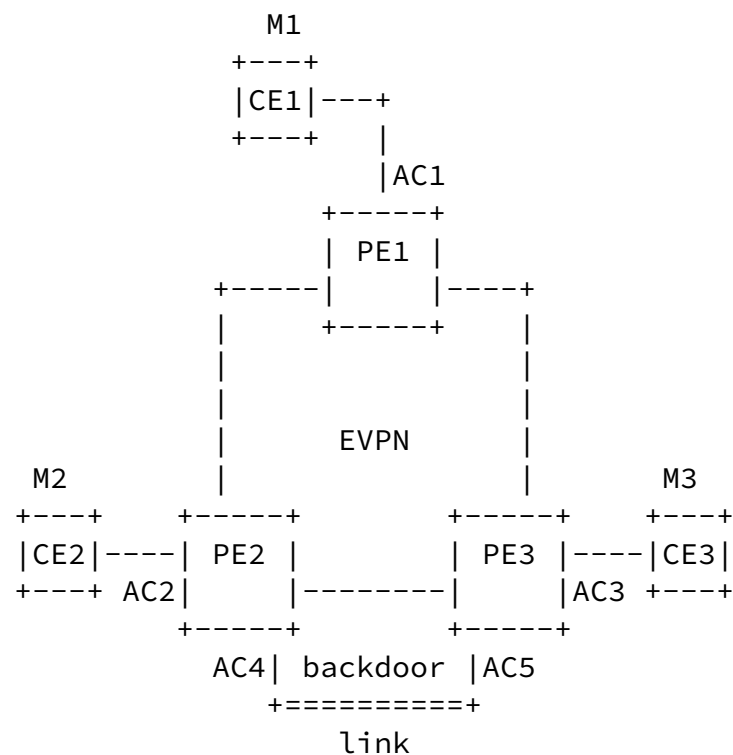 M1
CE1
AC1
PE1
EVPN
M2 M3
CE2 PE2 PE3 CE3
AC2 AC3
AC4 backdoor AC5
link